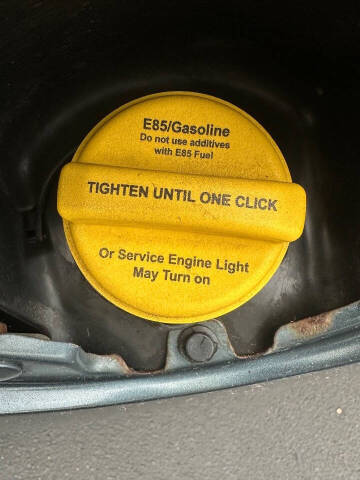 E85/Gasoline
Do not use additives
with E85 Fuel
TIGHTEN UNTIL ONE CLICK
Or Service Engine Light
May Turn on